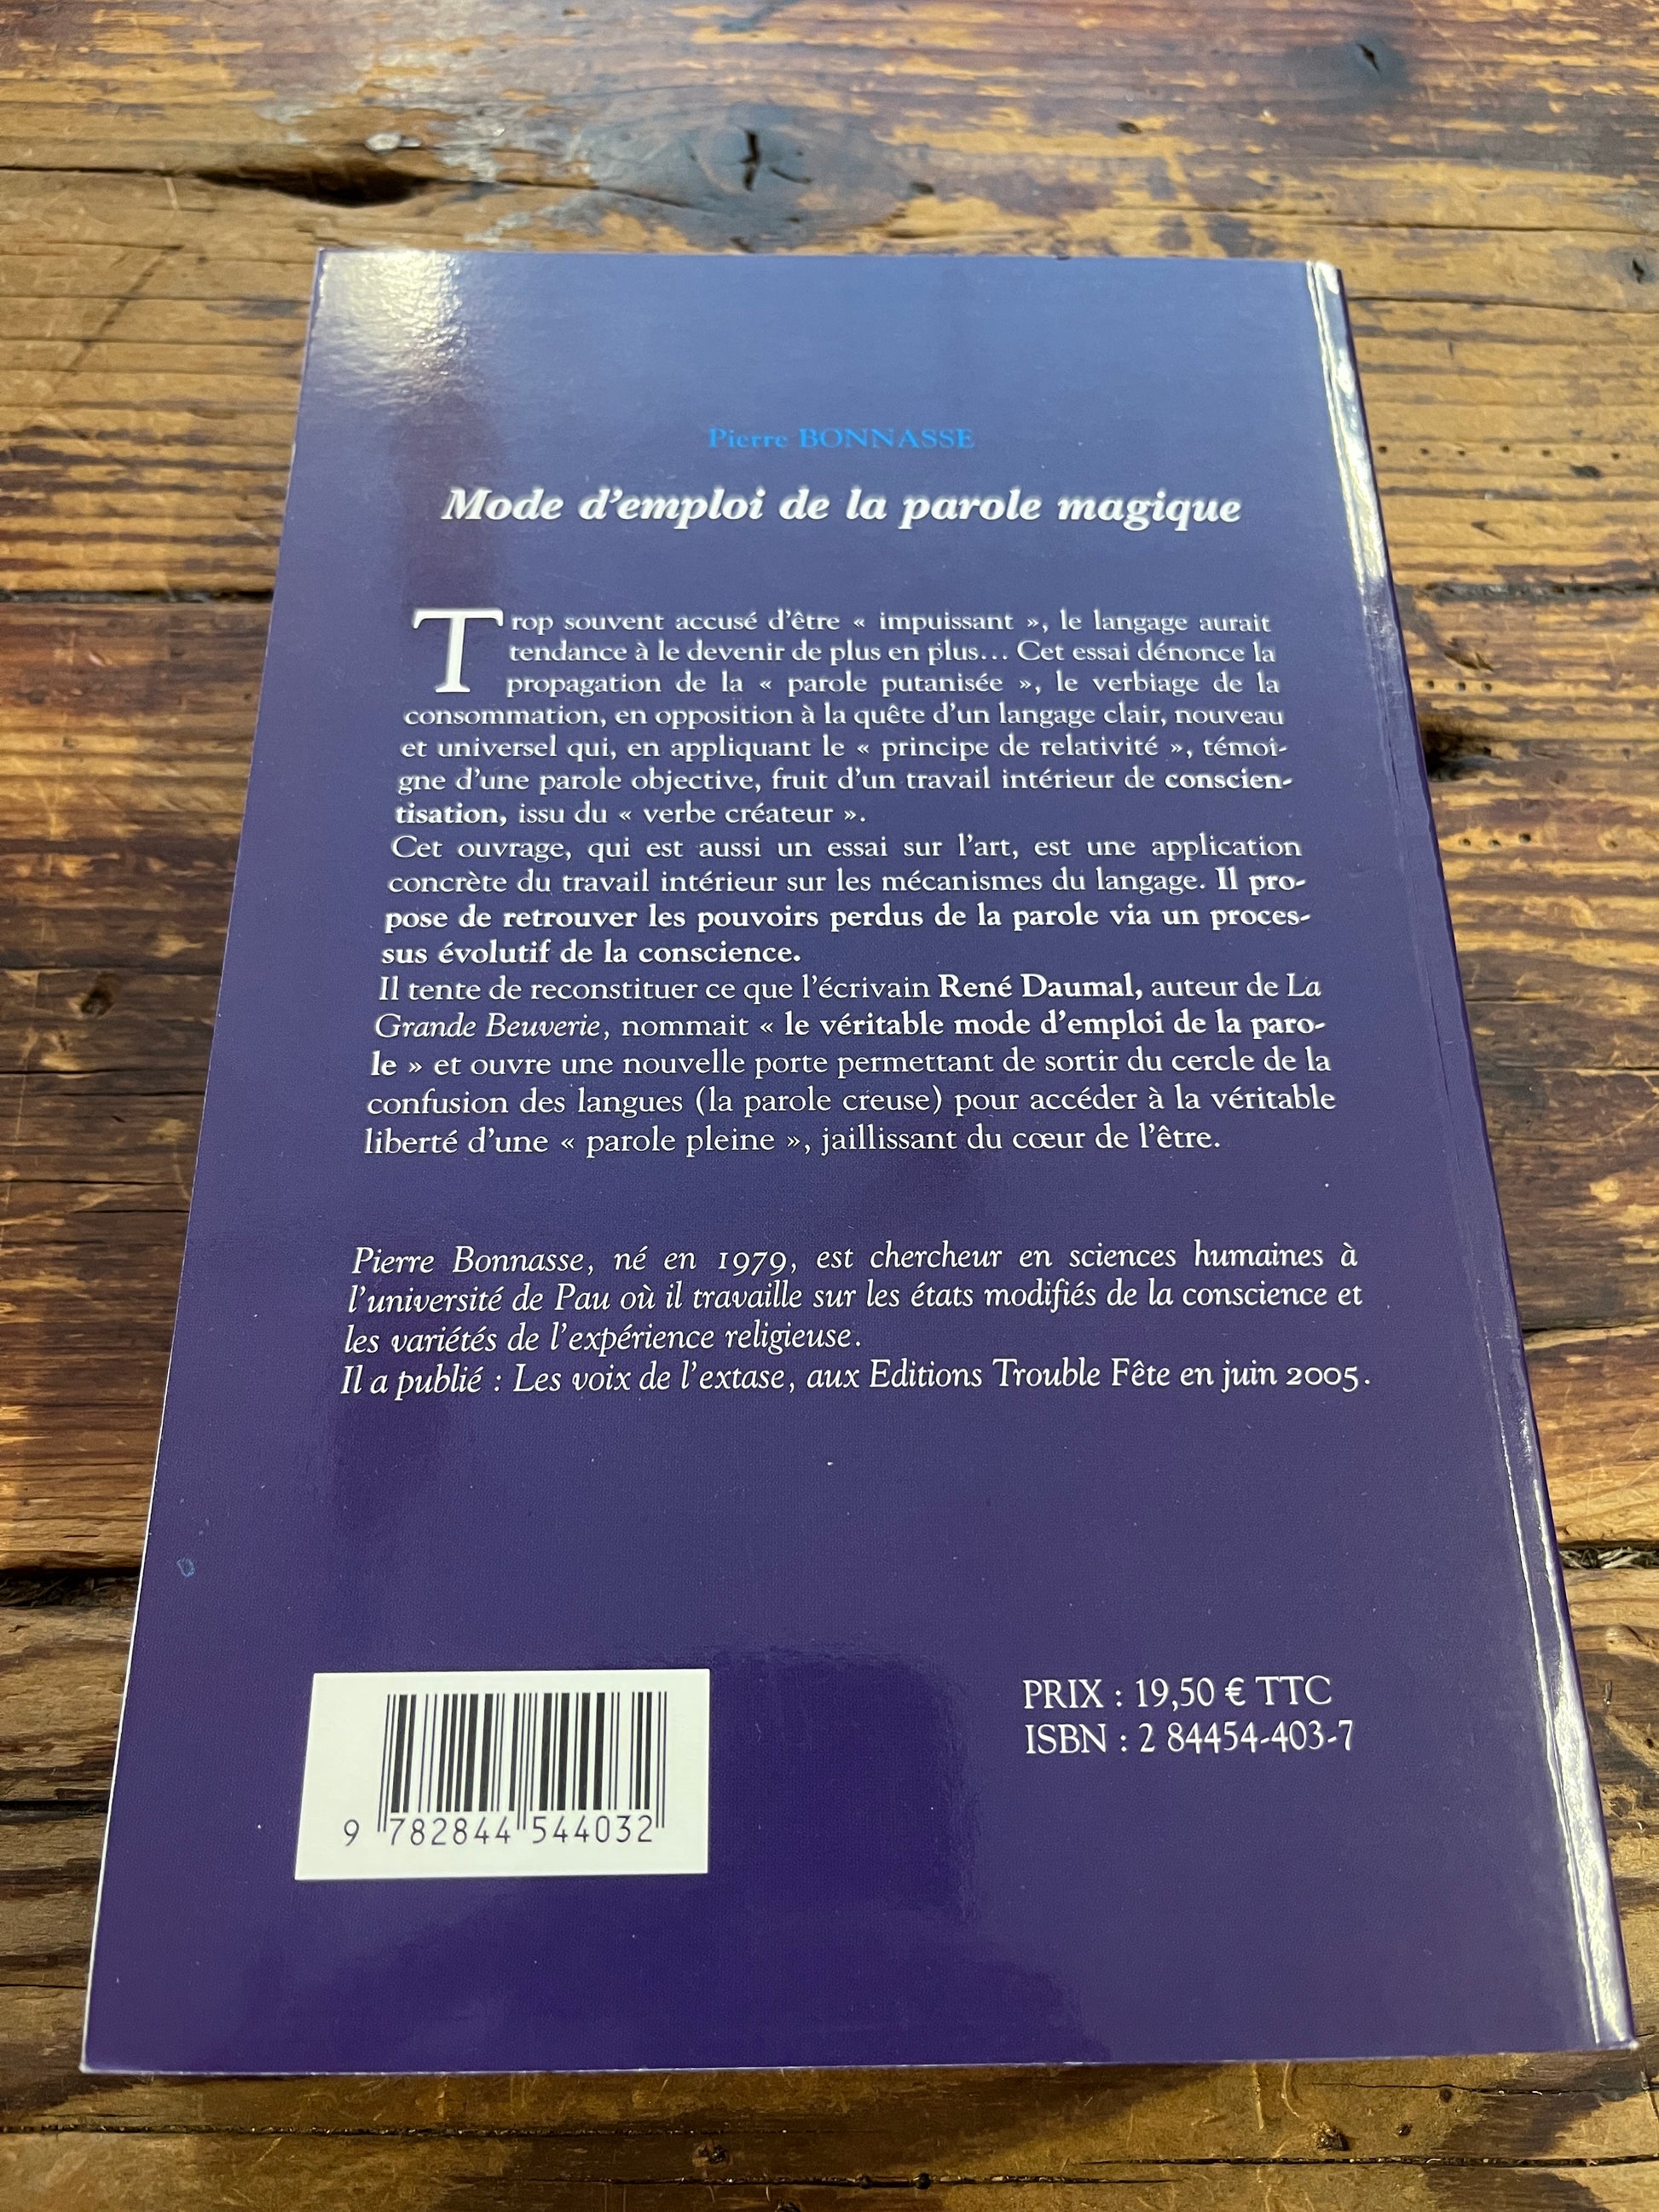 Pierre BONNASSE
Mode d'emploi de la parole magique
Trop souvent accusé d'être « impuissant », le langage aurait
tendance à le devenir de plus en plus… Cet essai dénonce la
propagation de la « parole putanisée », le verbiage de la
consommation, en opposition à la quête d'un langage clair, nouveau
et universel qui, en appliquant le « principe de relativité », témoi-
gne d'une parole objective, fruit d'un travail intérieur de conscien-
tisation, issu du « verbe créateur ».
Cet ouvrage, qui est aussi un essai sur l'art, est une application
concrète du travail intérieur sur les mécanismes du langage. Il pro-
pose de retrouver les pouvoirs perdus de la parole via un proces-
sus évolutif de la conscience.
Il tente de reconstituer ce que l'écrivain René Daumal, auteur de La
Grande Beuverie, nommait « le véritable mode d'emploi de la paro-
le » et ouvre une nouvelle porte permettant de sortir du cercle de la
confusion des langues (la parole creuse) pour accéder à la véritable
liberté d'une « parole pleine », jaillissant du cœur de l'être.
Pierre Bonnasse, né en 1979, est chercheur en sciences humaines à
l'université de Pau où il travaille sur les états modifiés de la conscience et
les variétés de l'expérience religieuse.
Il a publié : Les voix de l'extase, aux Editions Trouble Fête en juin 2005.
PRIX : 19,50 € TTC
ISBN : 2 84454-403-7
9 782844 544032